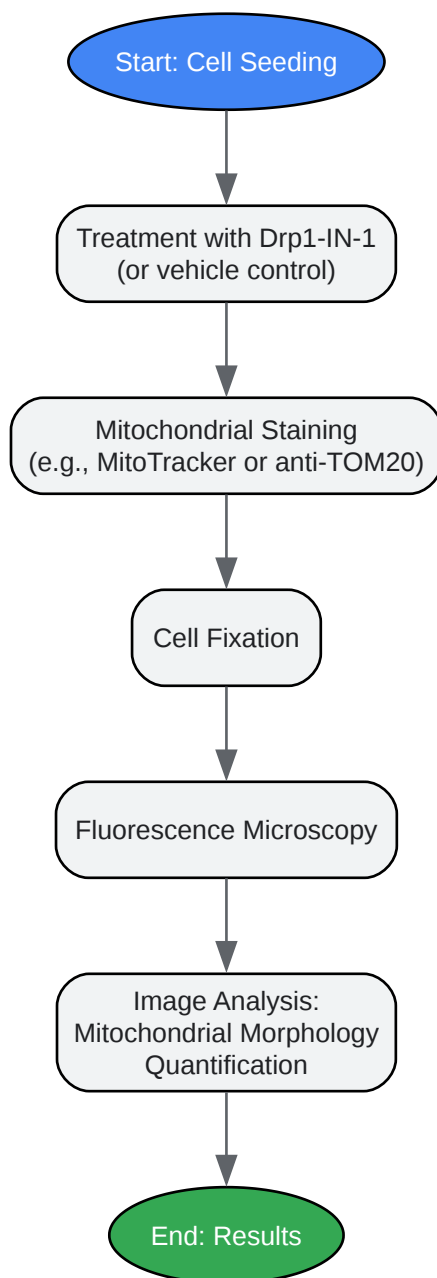 Start: Cell Seeding
Treatment with Drp1-IN-1
(or vehicle control)
Mitochondrial Staining
(e.g., MitoTracker or anti-TOM20)
Cell Fixation
Fluorescence Microscopy
Image Analysis:
Mitochondrial Morphology
Quantification
End: Results